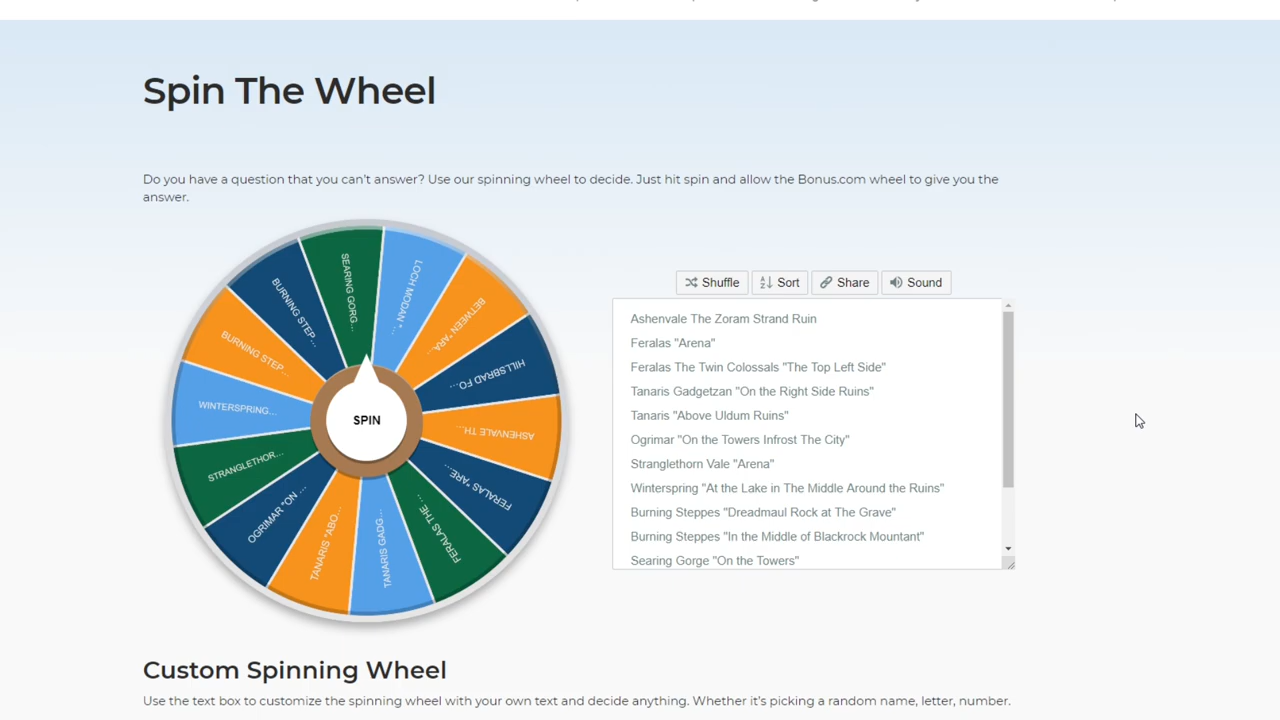 Spin The Wheel
Do you have a question that you can't answer? Use our spinning wheel to decide. Just hit spin and allow the Bonus.com wheel to give you the
answer.
SEARING GORG...
LOCH MODAN "...
BETWEEN "ARA...
HILLSBRAD FO...
ASHENVALE TH...
FERALAS "ARE...
FERALAS THE ...
TANARIS GADG...
TANARIS "ABO...
OGRIMAR "ON ...
STRANGLETHOR...
WINTERSPRING...
BURNING STEP...
BURNING STEP...
SPIN
Shuffle
Sort
Share
Sound
Ashenvale The Zoram Strand Ruin
Feralas "Arena"
Feralas The Twin Colossals "The Top Left Side"
Tanaris Gadgetzan "On the Right Side Ruins"
Tanaris "Above Uldum Ruins"
Ogrimar "On the Towers Infrost The City"
Stranglethorn Vale "Arena"
Winterspring "At the Lake in The Middle Around the Ruins"
Burning Steppes "Dreadmaul Rock at The Grave"
Burning Steppes "In the Middle of Blackrock Mountant"
Searing Gorge "On the Towers"
Custom Spinning Wheel
Use the text box to customize the spinning wheel with your own text and decide anything. Whether it's picking a random name, letter, number.